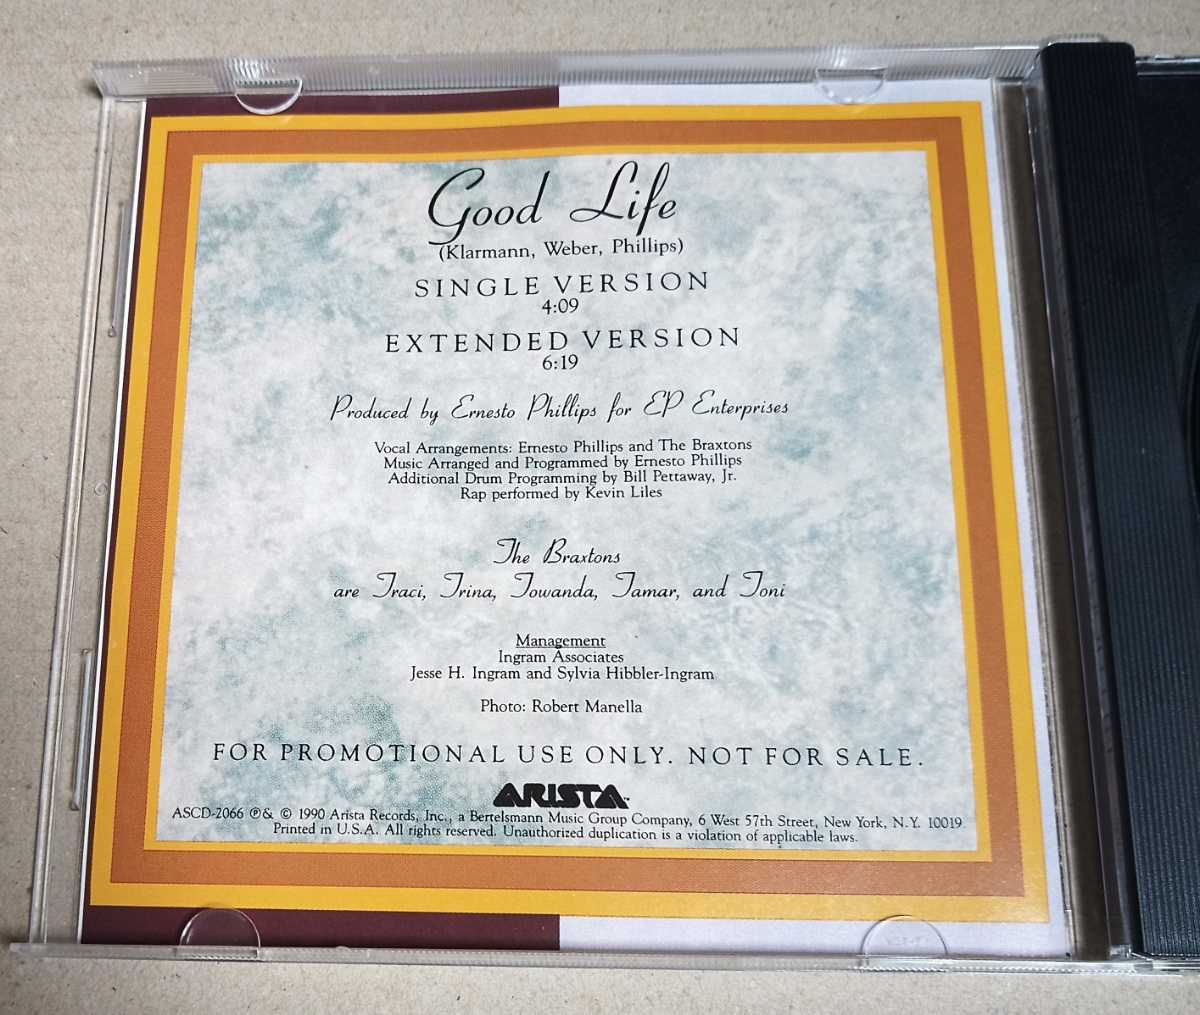 Good Life
(Klarmann, Weber, Phillips)
SINGLE VERSION
4:09
EXTENDED VERSION
6:19
Produced by Ernesto Phillips for EP Enterprises
Vocal Arrangements: Ernesto Phillips and The Braxtons
Music Arranged and Programmed by Ernesto Phillips
Additional Drum Programming by Bill Pettaway, Jr.
Rap performed by Kevin Liles
The Braxtons
are Traci, Trina, Towanda, Tamar, and Toni
Management
Ingram Associates
Jesse H. Ingram and Sylvia Hibbler-Ingram
Photo: Robert Manella
FOR PROMOTIONAL USE ONLY. NOT FOR SALE.
ARISTA™
ASCD-2066 ℗& © 1990 Arista Records, Inc., a Bertelsmann Music Group Company, 6 West 57th Street, New York, N.Y. 10019
Printed in U.S.A. All rights reserved. Unauthorized duplication is a violation of applicable laws.